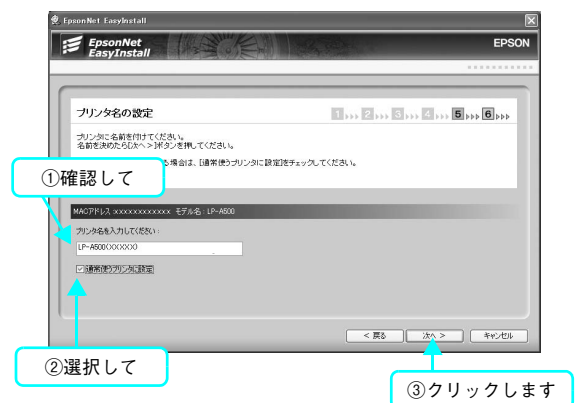 EpsonNet EasyInstall
EpsonNet
EasyInstall
EPSON
プリンタ名の設定
1 2 3 4 5 6
プリンタに名前を付けてください。
名前を決めたら[次へ >]ボタンを押してください。
場合は、[通常使うプリンタに設定]をチェックしてください。
①確認して
MACアドレス :xxxxxxxxxxxx モデル名 : LP-A500
プリンタ名を入力してください :
LP-A500(XXXXXX)
通常使うプリンタに設定
< 戻る 次へ > キャンセル
②選択して
③クリックします